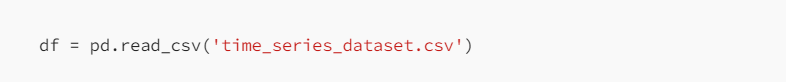 df = pd.read_csv('time_series_dataset.csv')